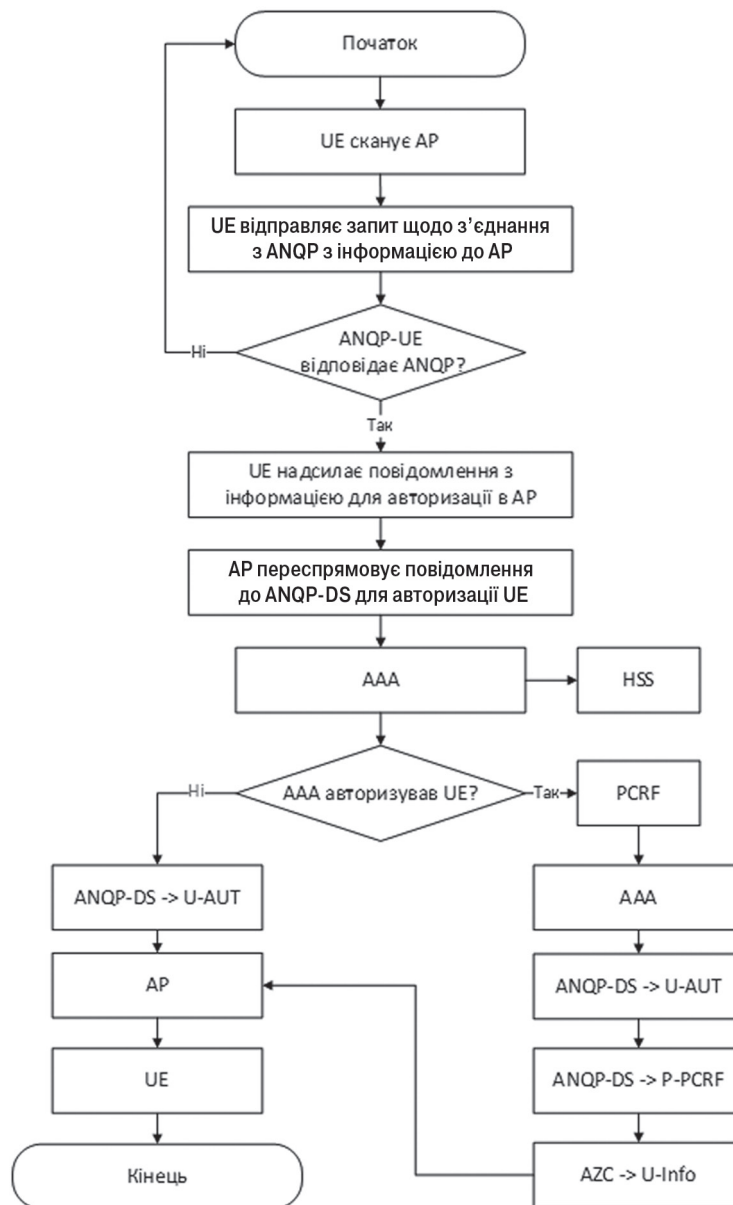 Початок
UE сканує AP
UE відправляє запит щодо з’єднання
з ANQP з інформацією до AP
ANQP-UE
відповідає ANQP?
Ні
Так
UE надсилає повідомлення з
інформацією для авторизації в AP
AP переспрямовує повідомлення
до ANQP-DS для авторизації UE
AAA
HSS
AAA авторизував UE?
Ні
Так
PCRF
ANQP-DS -> U-AUT
AAA
AP
ANQP-DS -> U-AUT
UE
ANQP-DS -> P-PCRF
Кінець
AZC -> U-Info